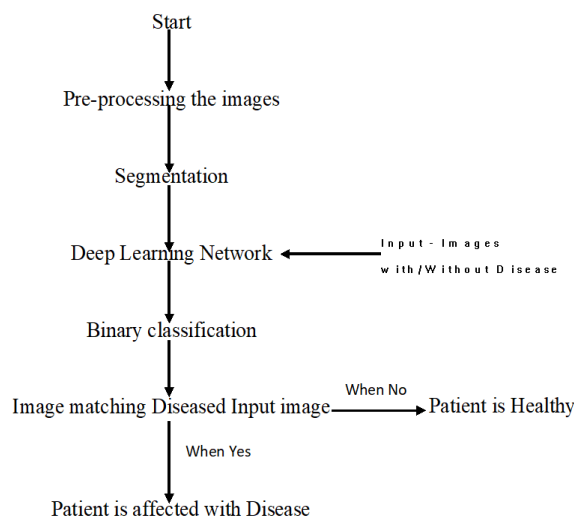 Start
Pre-processing the images
Segmentation
Input - Images
Deep Learning Network
with/Without Disease
Binary classification
When No
Image matching Diseased Input image
Patient is Healthy
When Yes
Patient is affected with Disease